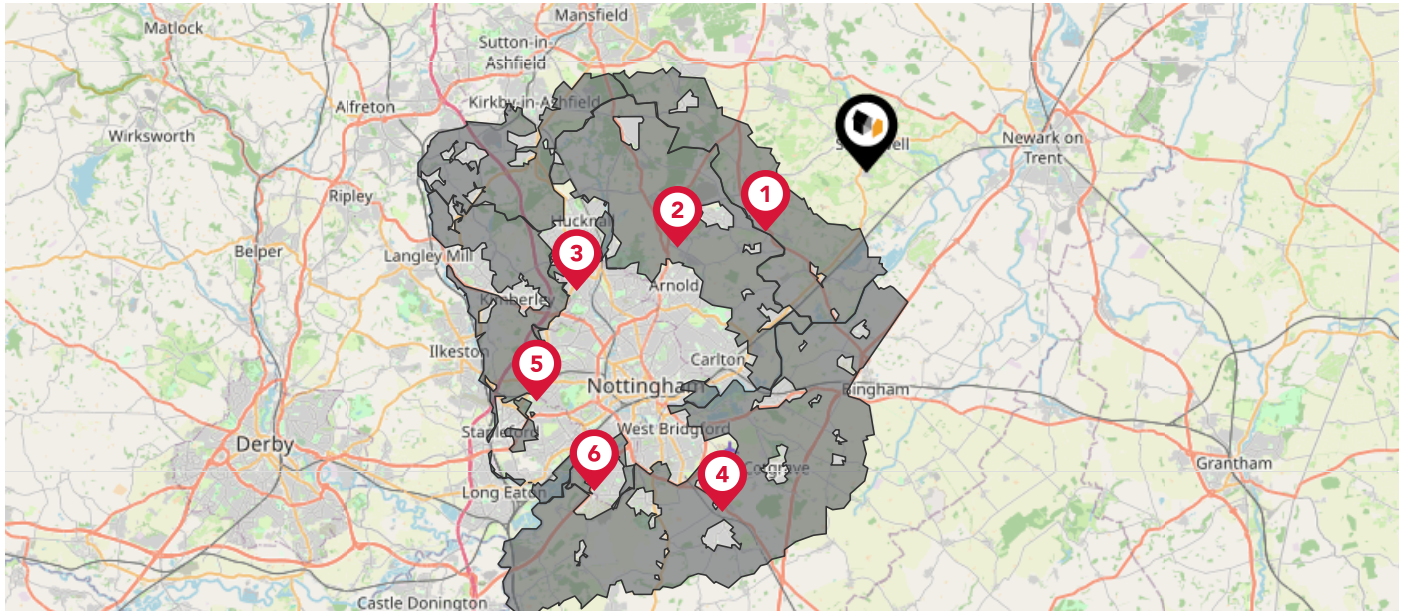 Mansfield
Matlock
Sutton-in-
Ashfield
Alfreton
Kirkby-in-Ashfield
Wirksworth
Newark on
Trent
Ripley
1
2
Hucknall
Belper
Langley Mill
3
Arnold
Kimberley
Ilkeston
Carlton
5
Nottingham
Bingham
Stapleford
West Bridgford
Derby
6
4
Cotgrave
Grantham
Long Eaton
Castle Donington